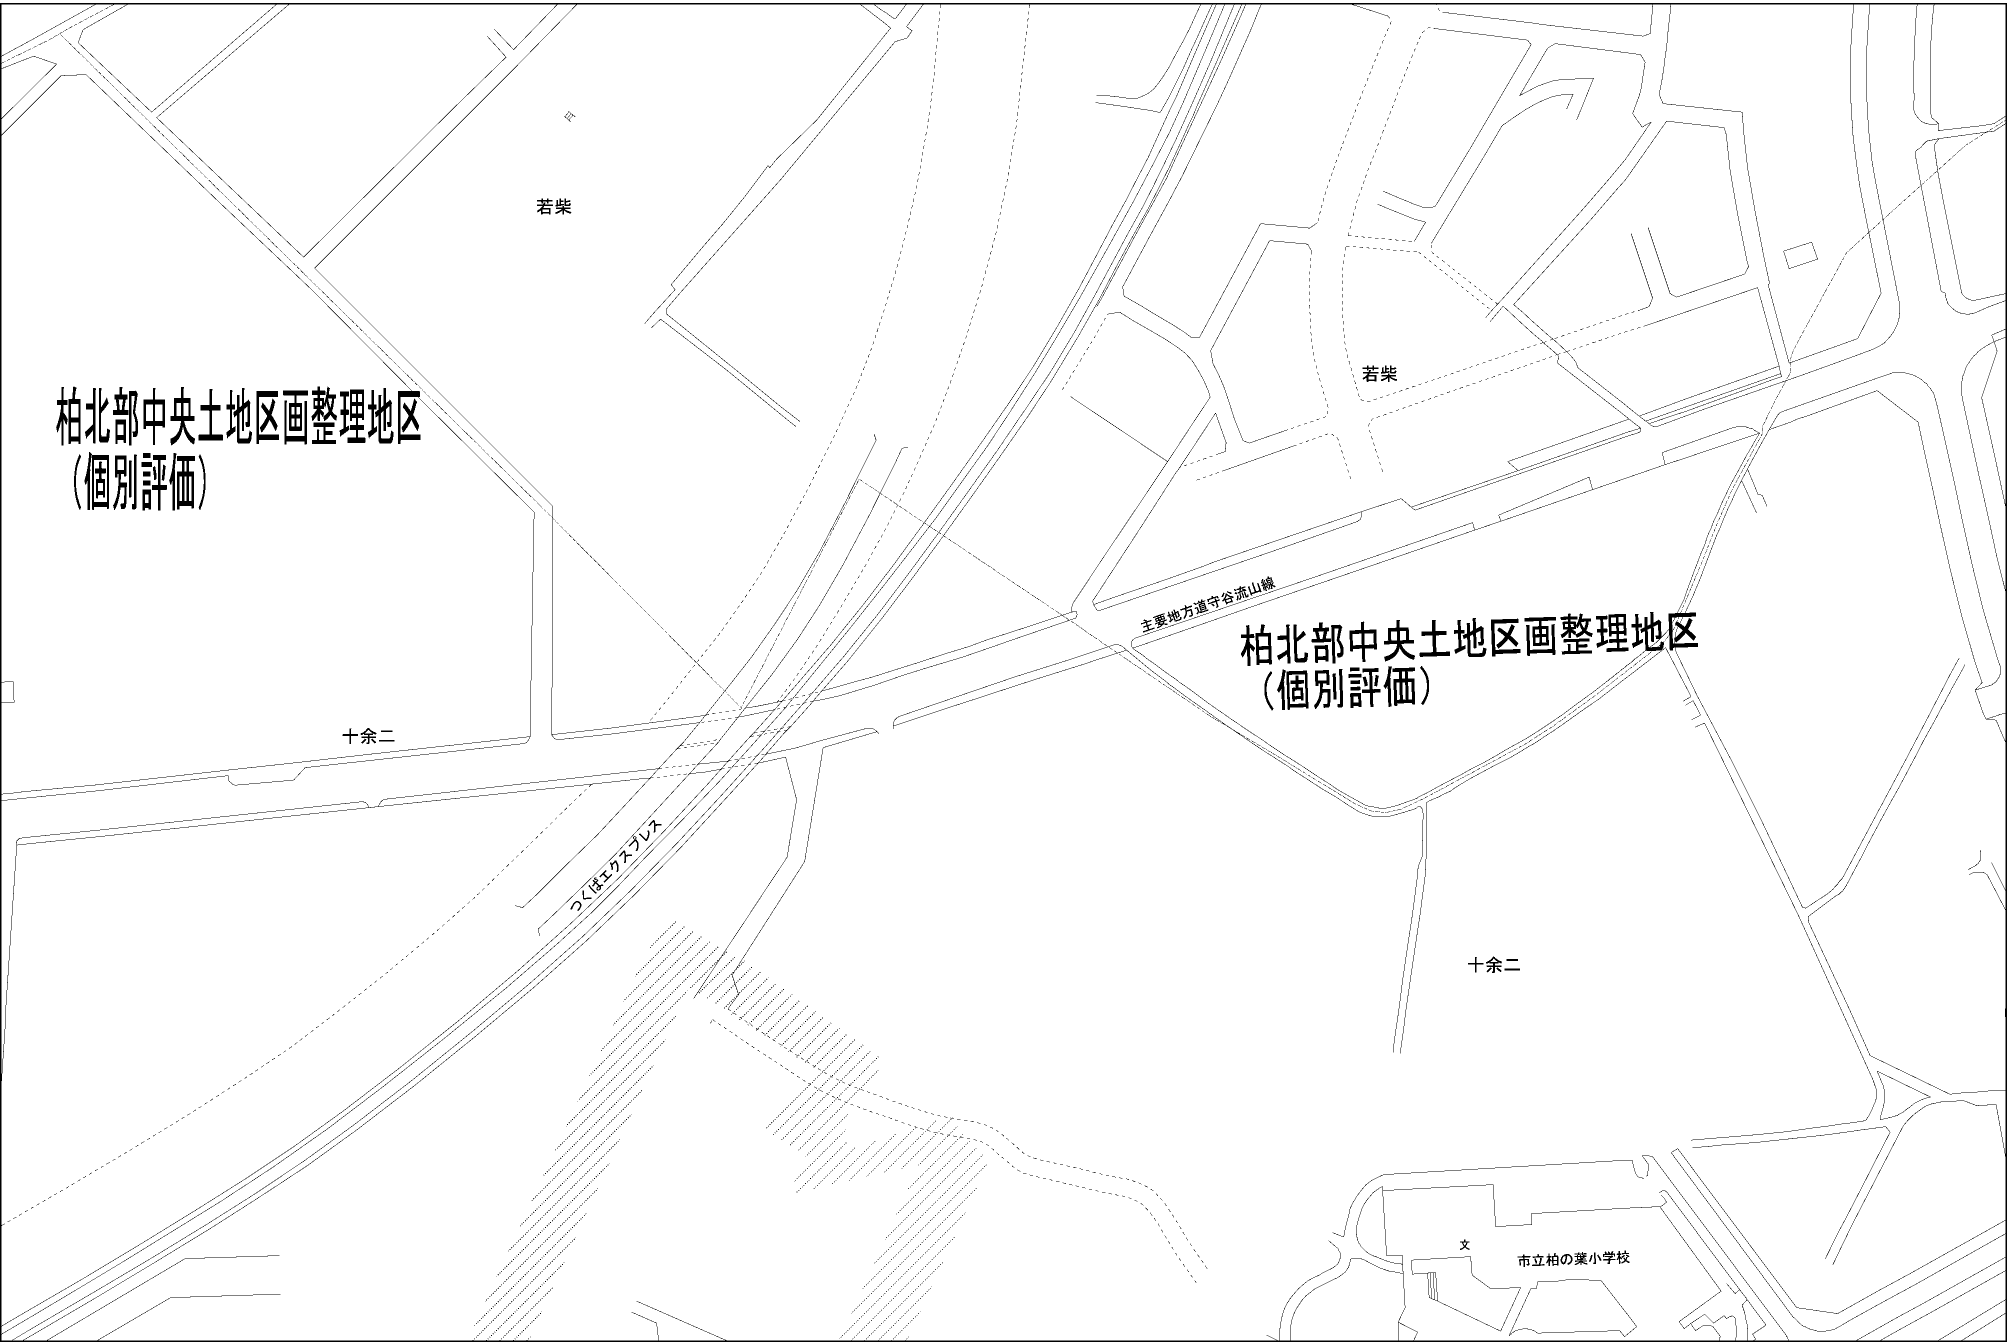 若柴
若柴
柏北部中央土地区画整理地区
（個別評価）
主要地方道守谷流山線
柏北部中央土地区画整理地区
（個別評価）
十余二
つくばエクスプレス
十余二
文
市立柏の葉小学校